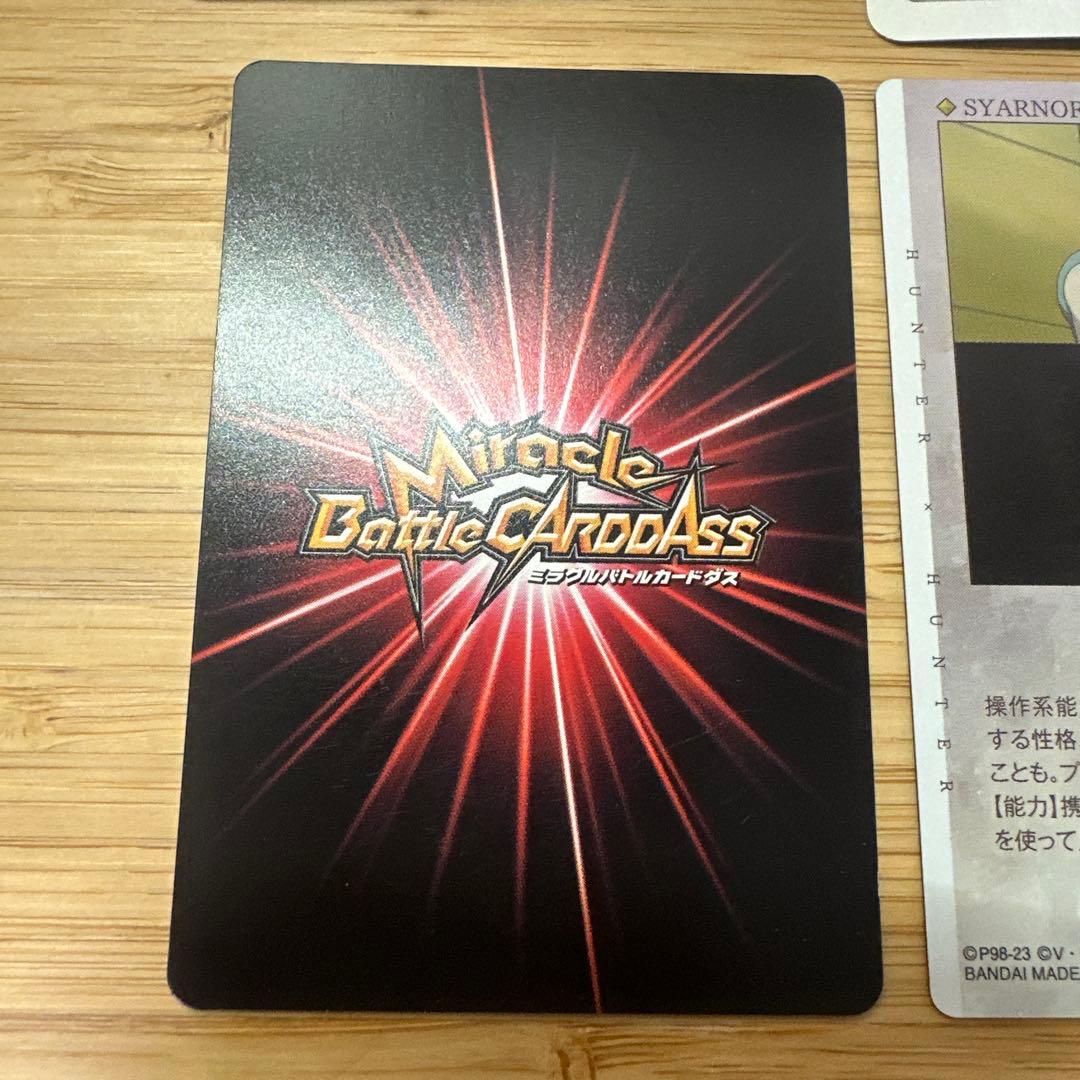 Miracle
Battle CARDDASS
ミラクルバトルカードダス
SYARNOR
HUNTER × HUNTER
操作系能
する性格
ことも。プ
【能力】携
を使って
©P98-23 ©V・
BANDAI MADE